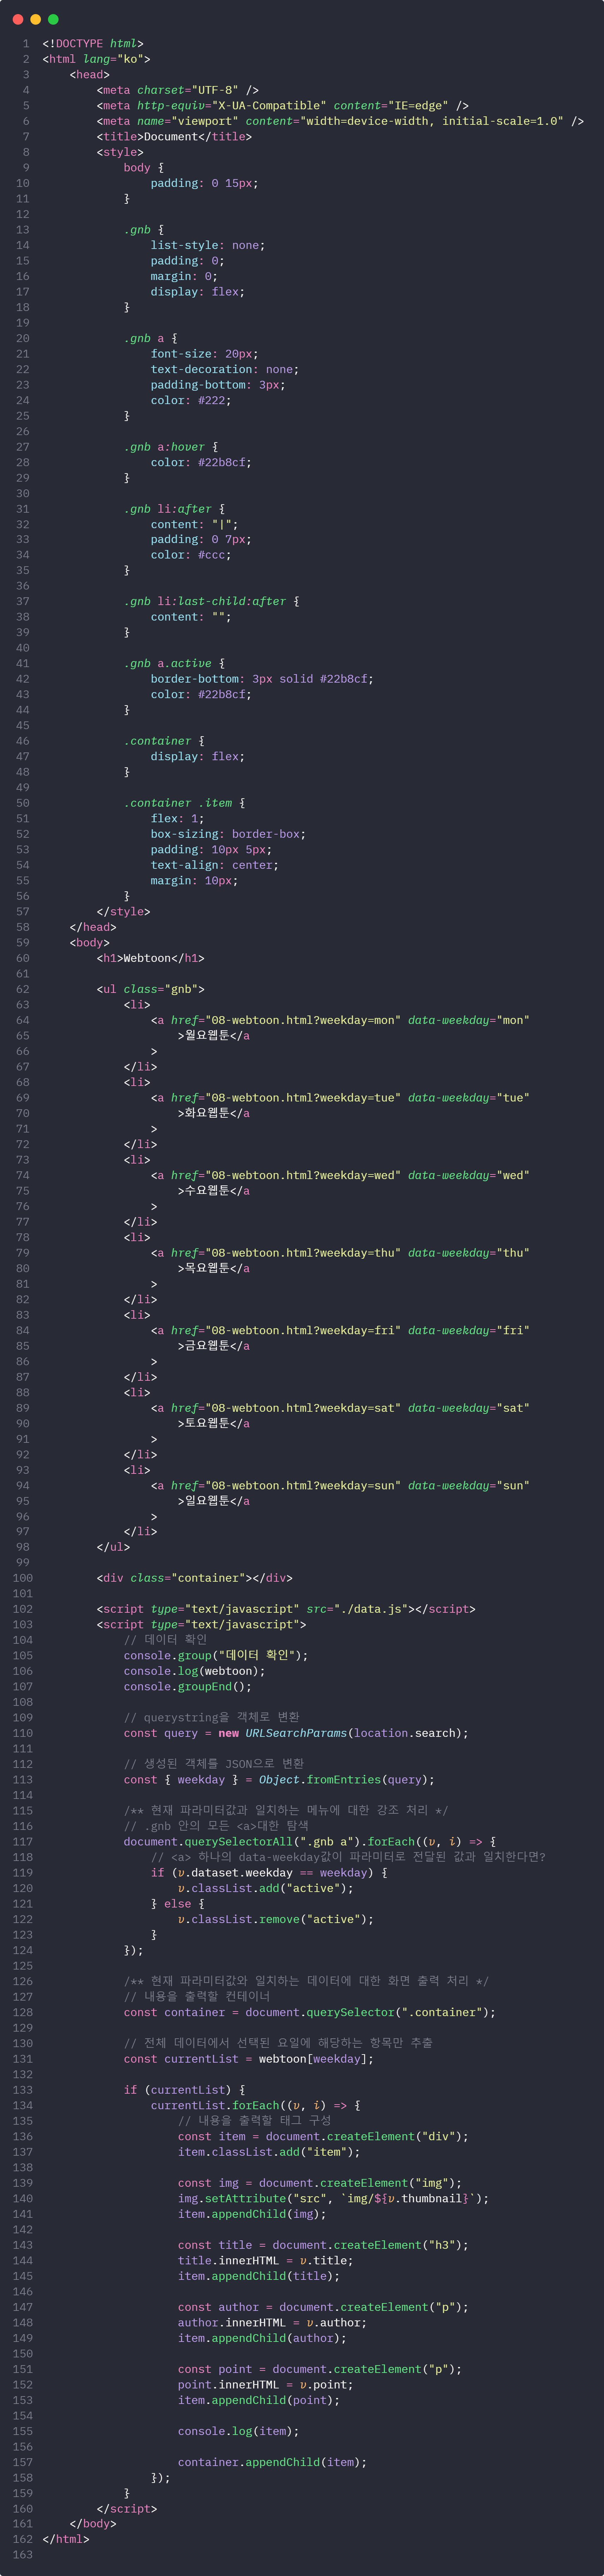 1 <!DOCTYPE html>
2 <html lang="ko">
3     <head>
4         <meta charset="UTF-8" />
5         <meta http-equiv="X-UA-Compatible" content="IE=edge" />
6         <meta name="viewport" content="width=device-width, initial-scale=1.0" />
7         <title>Document</title>
8         <style>
9             body {
10                 padding: 0 15px;
11             }
12
13             .gnb {
14                 list-style: none;
15                 padding: 0;
16                 margin: 0;
17                 display: flex;
18             }
19
20             .gnb a {
21                 font-size: 20px;
22                 text-decoration: none;
23                 padding-bottom: 3px;
24                 color: #222;
25             }
26
27             .gnb a:hover {
28                 color: #22b8cf;
29             }
30
31             .gnb li:after {
32                 content: "|";
33                 padding: 0 7px;
34                 color: #ccc;
35             }
36
37             .gnb li:last-child:after {
38                 content: "";
39             }
40
41             .gnb a.active {
42                 border-bottom: 3px solid #22b8cf;
43                 color: #22b8cf;
44             }
45
46             .container {
47                 display: flex;
48             }
49
50             .container .item {
51                 flex: 1;
52                 box-sizing: border-box;
53                 padding: 10px 5px;
54                 text-align: center;
55                 margin: 10px;
56             }
57         </style>
58     </head>
59     <body>
60         <h1>Webtoon</h1>
61
62         <ul class="gnb">
63             <li>
64                 <a href="08-webtoon.html?weekday=mon" data-weekday="mon"
65                     >월요웹툰</a
66                 >
67             </li>
68             <li>
69                 <a href="08-webtoon.html?weekday=tue" data-weekday="tue"
70                     >화요웹툰</a
71                 >
72             </li>
73             <li>
74                 <a href="08-webtoon.html?weekday=wed" data-weekday="wed"
75                     >수요웹툰</a
76                 >
77             </li>
78             <li>
79                 <a href="08-webtoon.html?weekday=thu" data-weekday="thu"
80                     >목요웹툰</a
81                 >
82             </li>
83             <li>
84                 <a href="08-webtoon.html?weekday=fri" data-weekday="fri"
85                     >금요웹툰</a
86                 >
87             </li>
88             <li>
89                 <a href="08-webtoon.html?weekday=sat" data-weekday="sat"
90                     >토요웹툰</a
91                 >
92             </li>
93             <li>
94                 <a href="08-webtoon.html?weekday=sun" data-weekday="sun"
95                     >일요웹툰</a
96                 >
97             </li>
98         </ul>
99
100         <div class="container"></div>
101
102         <script type="text/javascript" src="./data.js"></script>
103         <script type="text/javascript">
104             // 데이터 확인
105             console.group("데이터 확인");
106             console.log(webtoon);
107             console.groupEnd();
108
109             // querystring을 객체로 변환
110             const query = new URLSearchParams(location.search);
111
112             // 생성된 객체를 JSON으로 변환
113             const { weekday } = Object.fromEntries(query);
114
115             /** 현재 파라미터값과 일치하는 메뉴에 대한 강조 처리 */
116             // .gnb 안의 모든 <a>대한 탐색
117             document.querySelectorAll(".gnb a").forEach((v, i) => {
118                 // <a> 하나의 data-weekday값이 파라미터로 전달된 값과 일치한다면?
119                 if (v.dataset.weekday == weekday) {
120                     v.classList.add("active");
121                 } else {
122                     v.classList.remove("active");
123                 }
124             });
125
126             /** 현재 파라미터값와 일치하는 데이터에 대한 화면 출력 처리 */
127             // 내용을 출력할 컨테이너
128             const container = document.querySelector(".container");
129
130             // 전체 데이터에서 선택된 요일에 해당하는 항목만 추출
131             const currentList = webtoon[weekday];
132
133             if (currentList) {
134                 currentList.forEach((v, i) => {
135                     // 내용을 출력할 태그 구성
136                     const item = document.createElement("div");
137                     item.classList.add("item");
138
139                     const img = document.createElement("img");
140                     img.setAttribute("src", `img/${v.thumbnail}`);
141                     item.appendChild(img);
142
143                     const title = document.createElement("h3");
144                     title.innerHTML = v.title;
145                     item.appendChild(title);
146
147                     const author = document.createElement("p");
148                     author.innerHTML = v.author;
149                     item.appendChild(author);
150
151                     const point = document.createElement("p");
152                     point.innerHTML = v.point;
153                     item.appendChild(point);
154
155                     console.log(item);
156
157                     container.appendChild(item);
158                 });
159             }
160         </script>
161     </body>
162 </html>
163